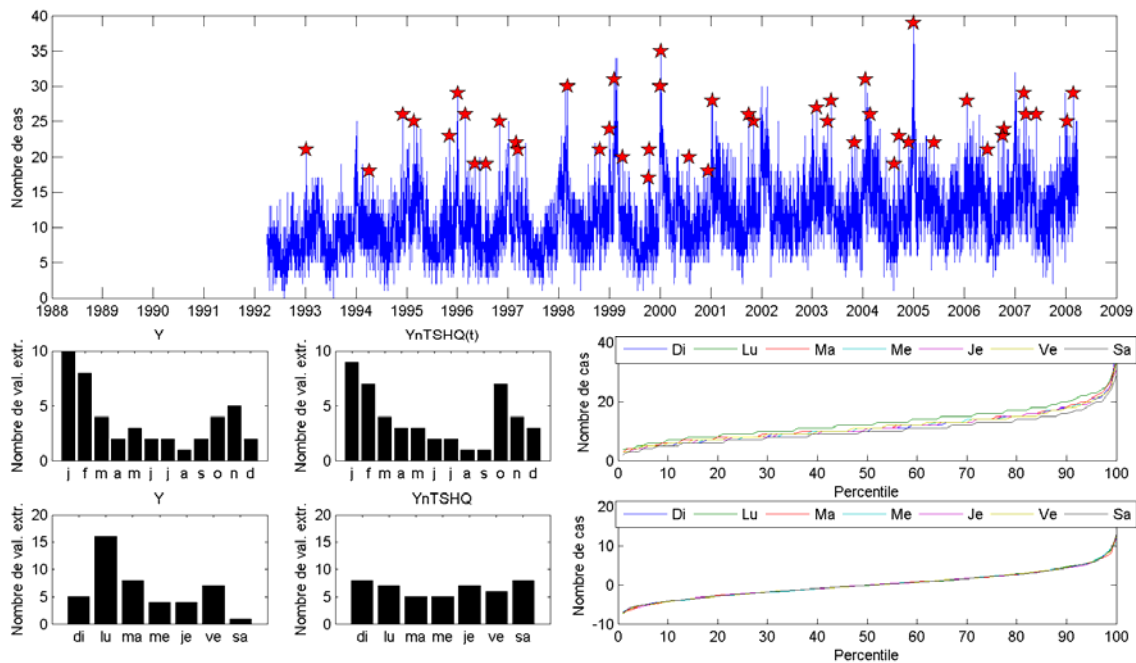 40
35
30
25
20
15
10
5
0
Nombre de cas
1988 1989 1990 1991 1992 1993 1994 1995 1996 1997 1998 1999 2000 2001 2002 2003 2004 2005 2006 2007 2008 2009
Y
10
5
0
Nombre de val. extr.
j f m a m j j a s o n d
YnTSHQ(t)
10
5
0
Nombre de val. extr.
j f m a m j j a s o n d
Di Lu Ma Me Je Ve Sa
40
20
0
Nombre de cas
0 10 20 30 40 50 60 70 80 90 100
Percentile
Y
20
15
10
5
0
Nombre de val. extr.
di lu ma me je ve sa
YnTSHQ
20
15
10
5
0
Nombre de val. extr.
di lu ma me je ve sa
Di Lu Ma Me Je Ve Sa
20
10
0
-10
Nombre de cas
0 10 20 30 40 50 60 70 80 90 100
Percentile